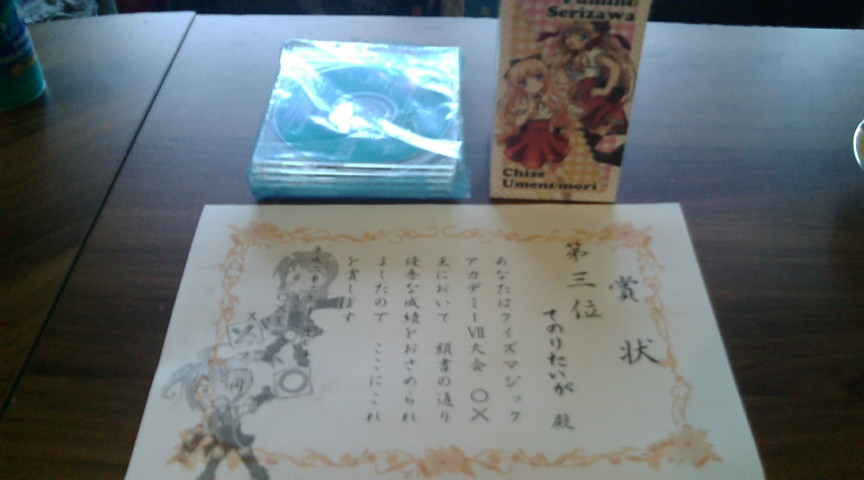 Fumino
Serizawa
Chise
Umenomori
賞状
第三位
てのりたいが 殿
あなたはクイズマジック
アカデミーⅦ大会 ○×
王において 頭書の通り
優秀な成績をおさめられ
ましたので ここにこれ
を賞します